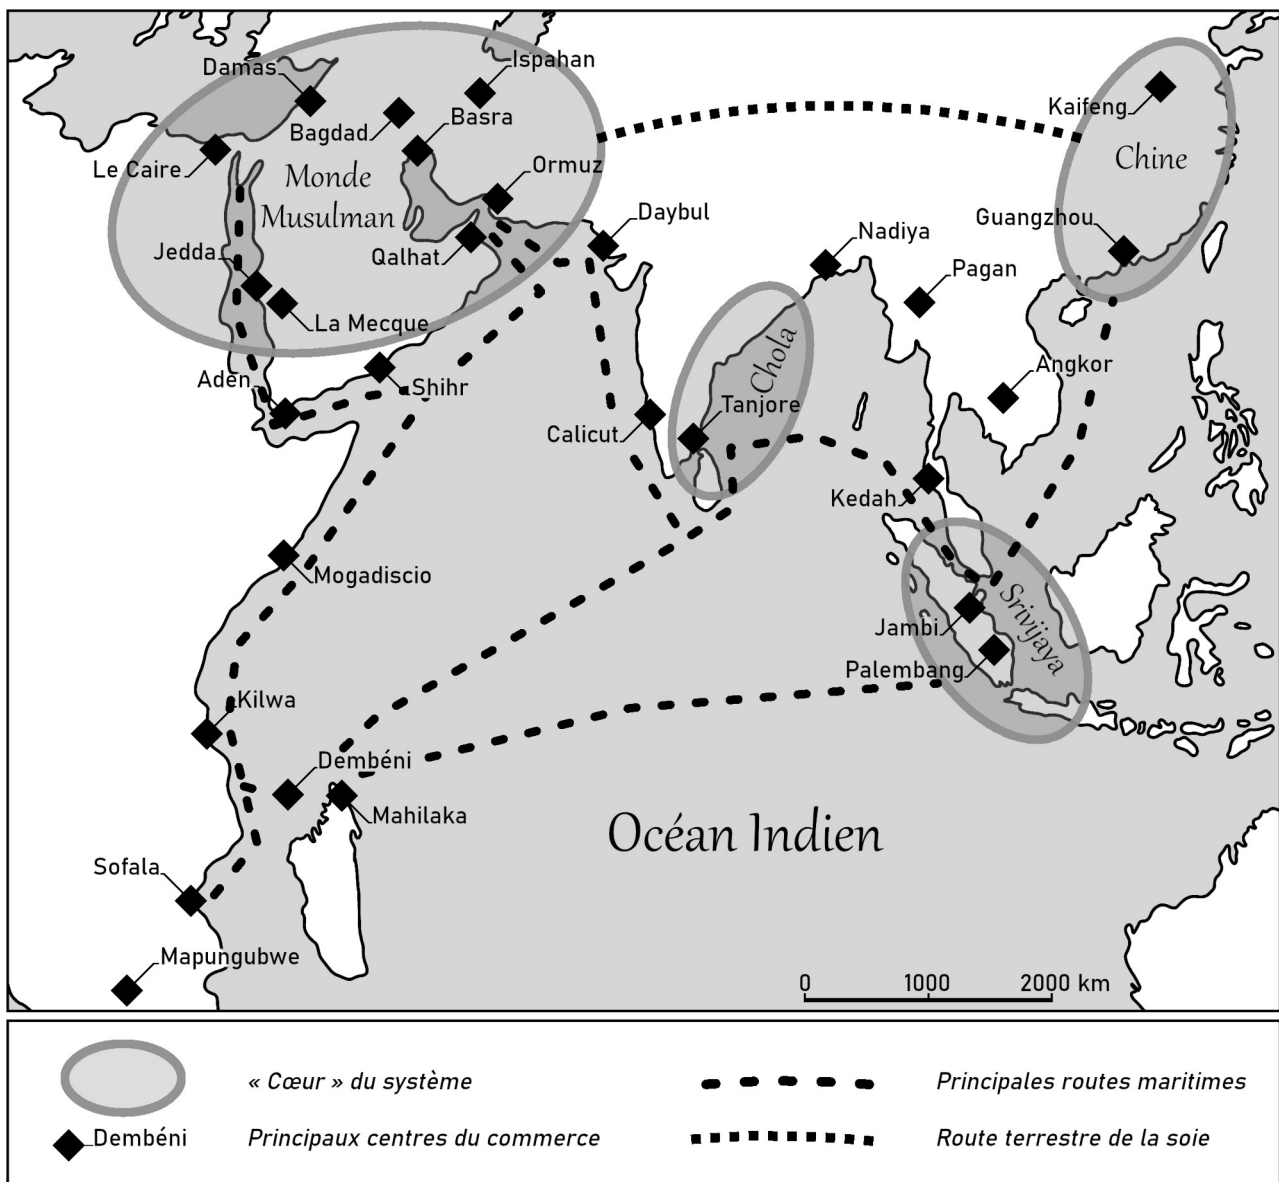 Ispahan
Damas
Bagdad
Basra
Kaifeng
Chine
Le Caire
Monde
Musulman
Ormuz
Daybul
Guangzhou
Nadiya
Qalhat
Jedda
Pagan
La Mecque
Chola
Aden
Shihr
Angkor
Tanjore
Calicut
Kedah
Mogadiscio
Srivijaya
Jambi
Palembang
Kilwa
Dembéni
Mahilaka
Océan Indien
Sofala
Mapungubwe
0 1000 2000 km
« Cœur » du système
Principales routes maritimes
Dembéni
Principaux centres du commerce
Route terrestre de la soie